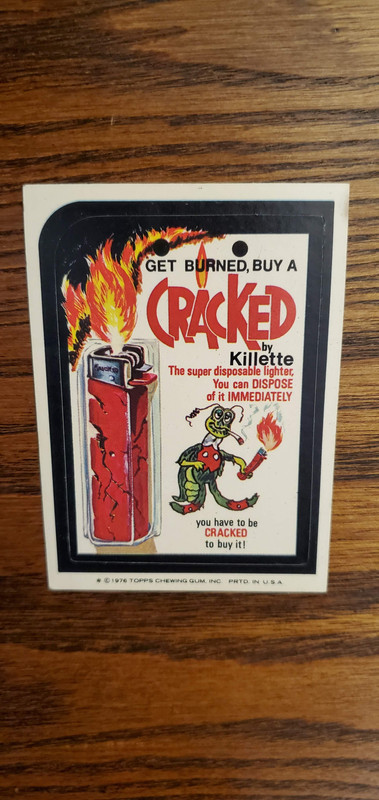 GET BURNED, BUY A
CRACKED
by
Killette
The super disposable lighter,
You can DISPOSE
of it IMMEDIATELY
you have to be
CRACKED
to buy it!
© 1976 TOPPS CHEWING GUM, INC. PRTD. IN U.S.A.